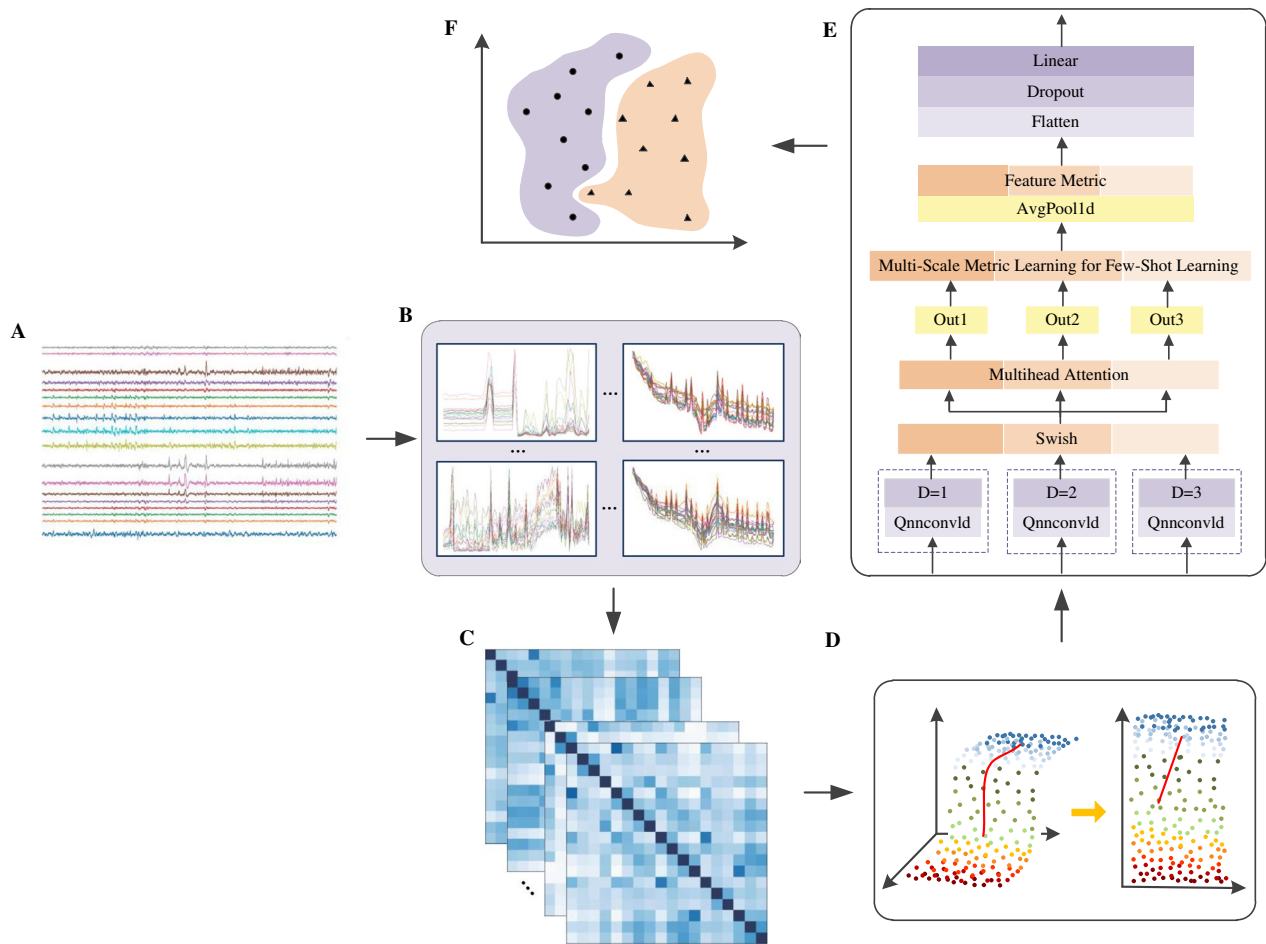 F
E
Linear
Dropout
Flatten
Feature Metric
AvgPool1d
Multi-Scale Metric Learning for Few-Shot Learning
Out1 Out2 Out3
Multihead Attention
Swish
D=1 D=2 D=3
Qnnconvld Qnnconvld Qnnconvld
A
B
... ...
... ...
C
D
...